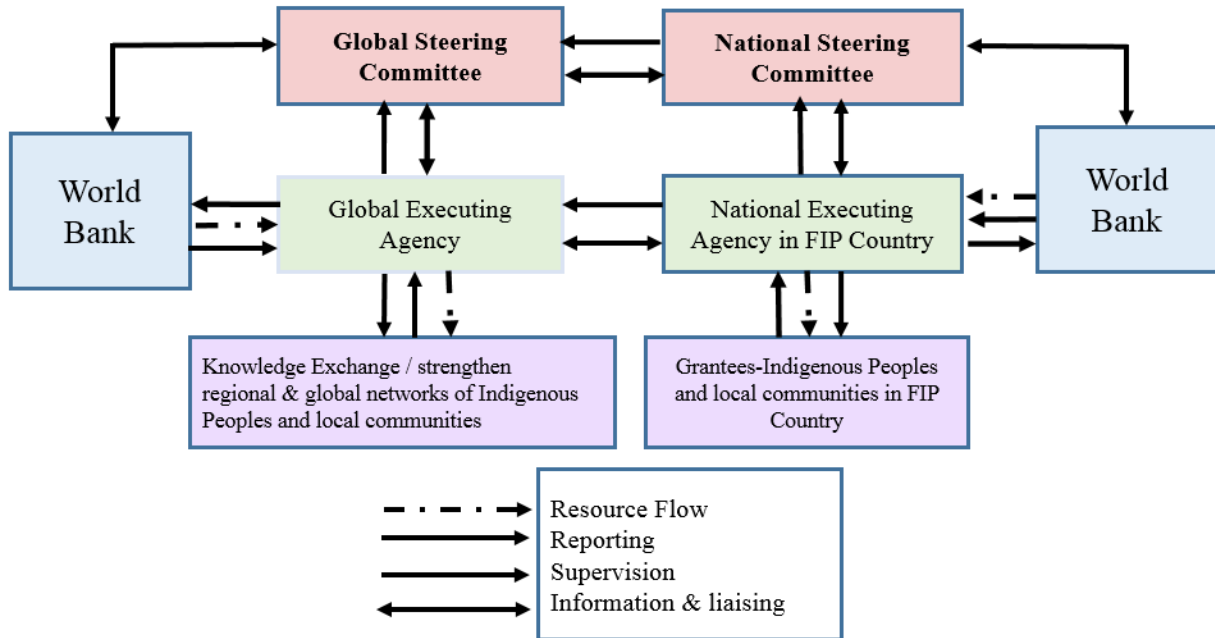 Global Steering
Committee
National Steering
Committee
World
Bank
Global Executing
Agency
National Executing
Agency in FIP Country
World
Bank
Knowledge Exchange / strengthen
regional & global networks of Indigenous
Peoples and local communities
Grantees-Indigenous Peoples
and local communities in FIP
Country
Resource Flow
Reporting
Supervision
Information & liaising